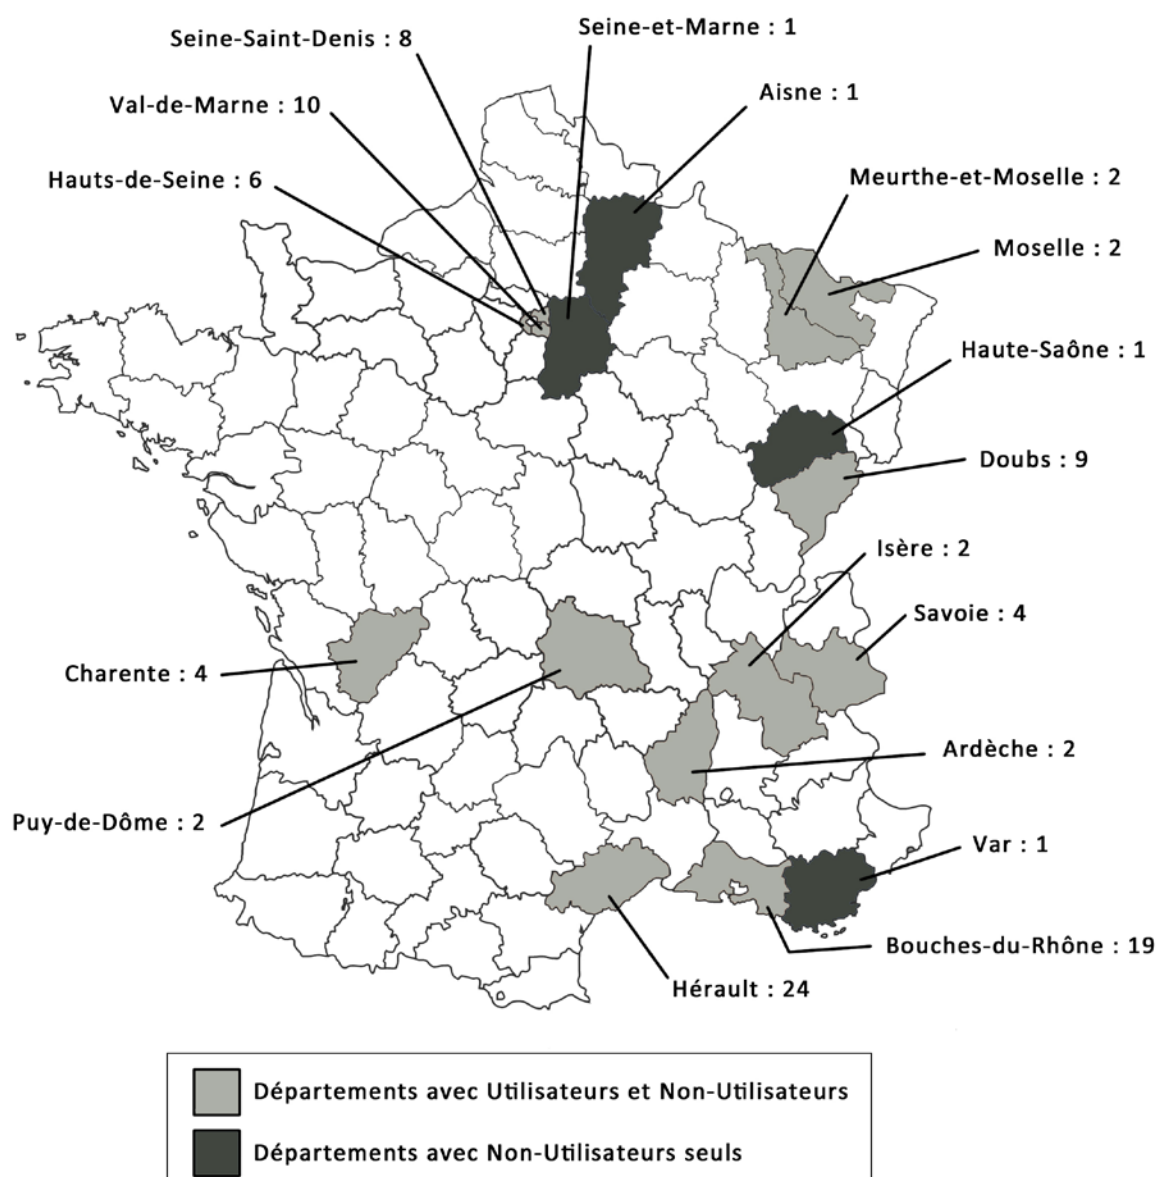 Seine-et-Marne : 1
Seine-Saint-Denis : 8
Aisne : 1
Val-de-Marne : 10
Meurthe-et-Moselle : 2
Hauts-de-Seine : 6
Moselle : 2
Haute-Saône : 1
Doubs : 9
Isère : 2
Savoie : 4
Charente : 4
Ardèche : 2
Puy-de-Dôme : 2
Var : 1
Bouches-du-Rhône : 19
Hérault : 24
Départements avec Utilisateurs et Non-Utilisateurs
Départements avec Non-Utilisateurs seuls